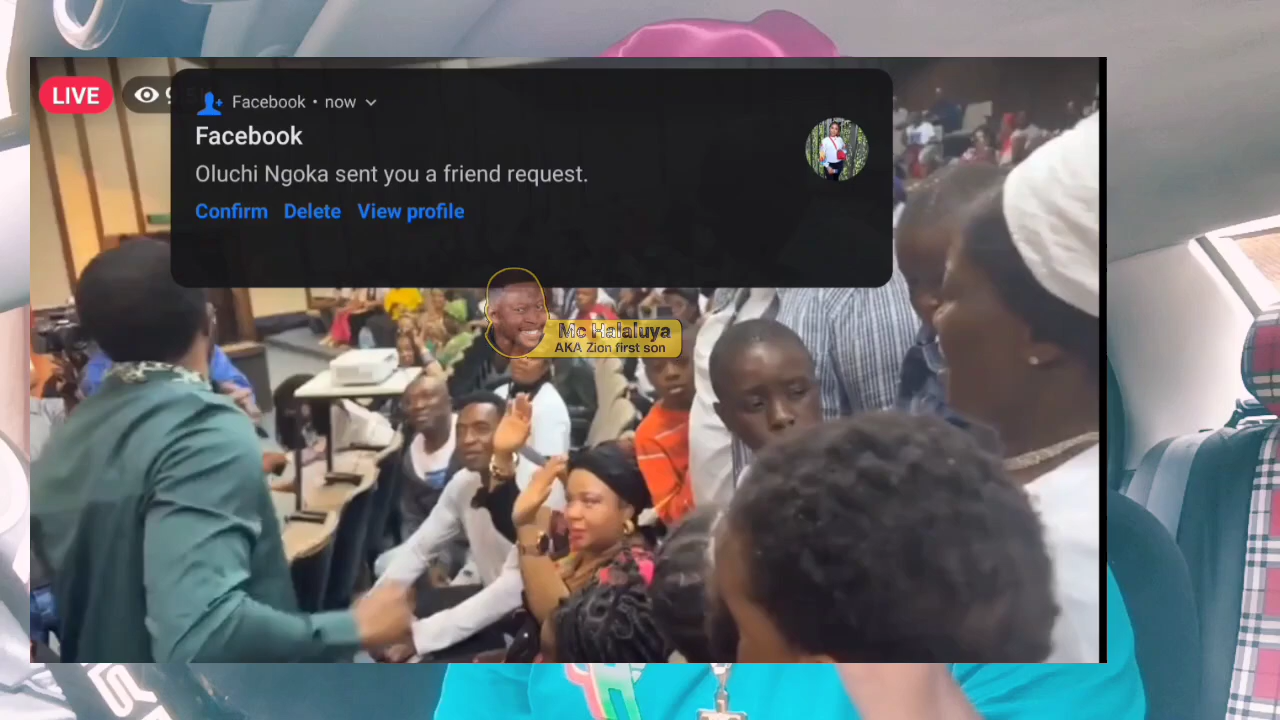 LIVE
Facebook • now
Facebook
Oluchi Ngoka sent you a friend request.
Confirm Delete View profile
Mc Halaluya
AKA Zion first son